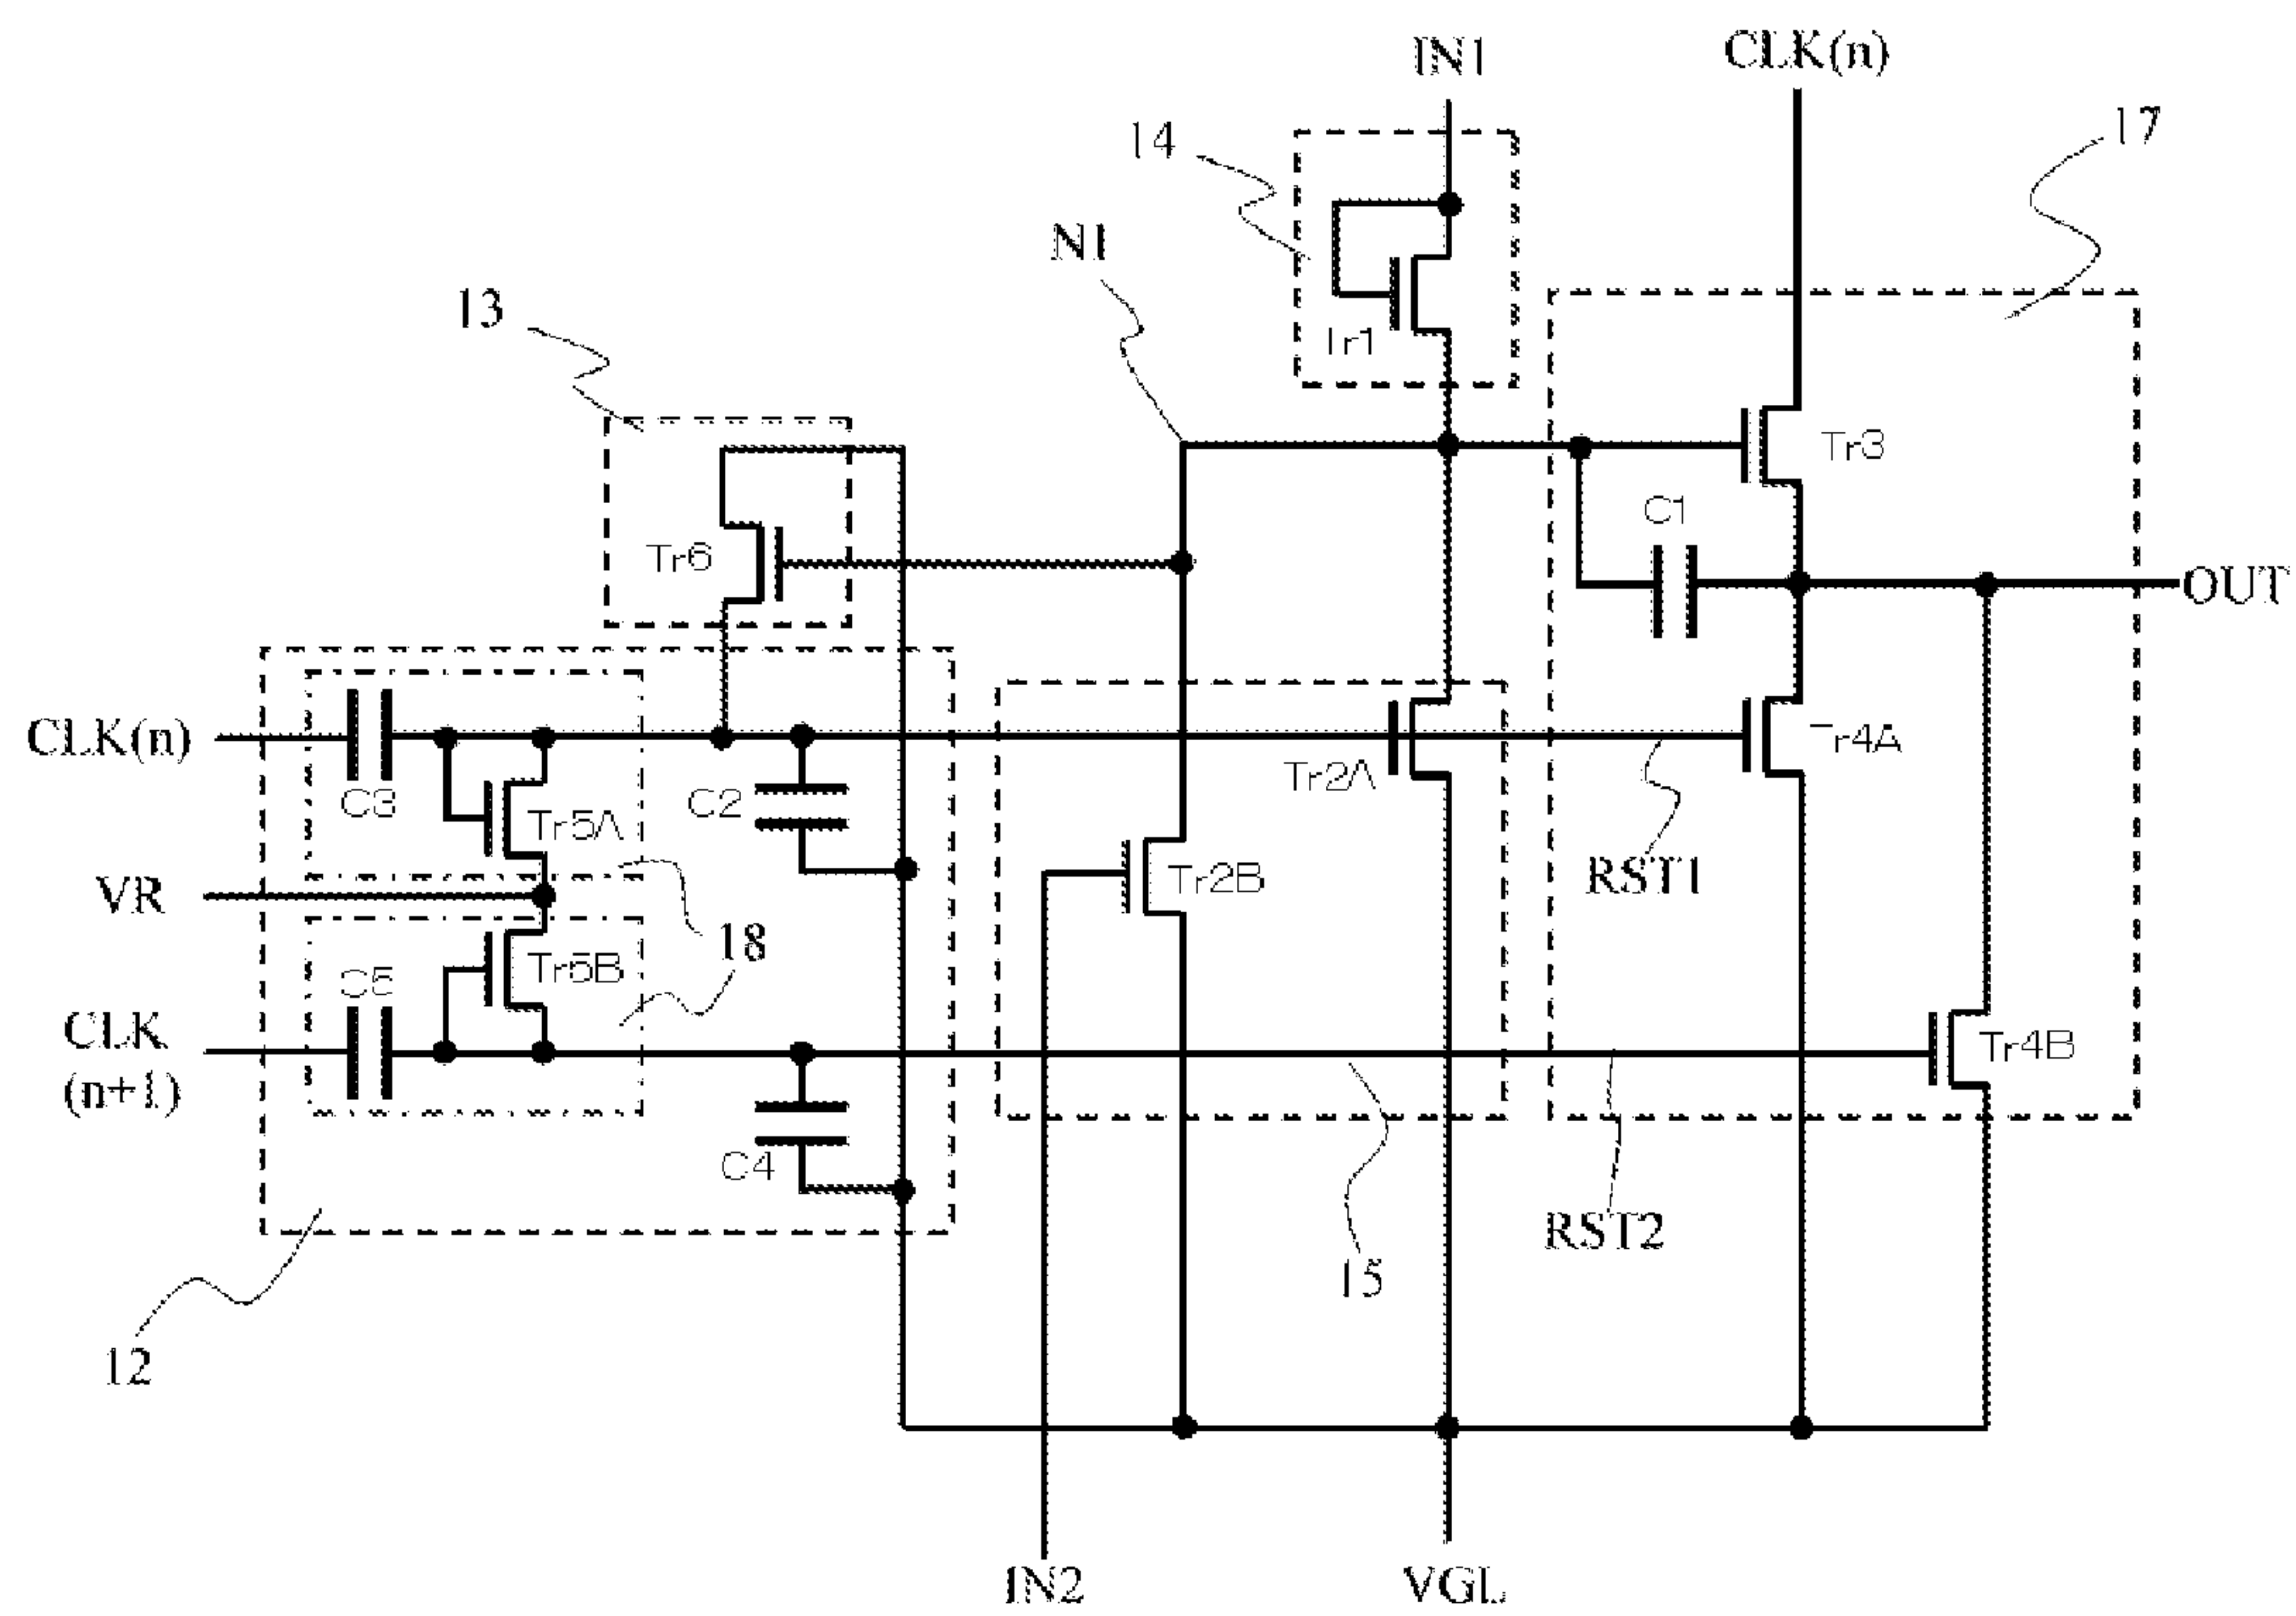 IN1
CLK(n)
14
17
N1
13
Tr1
Tr3
C1
Tr6
OUT
CLK(n)
C3
Tr5A
C2
Tr2A
Tr4A
VR
Tr2B
RST1
18
C5
Tr5B
CLK
(n+1)
Tr4B
C4
RST2
15
12
IN2
VGL